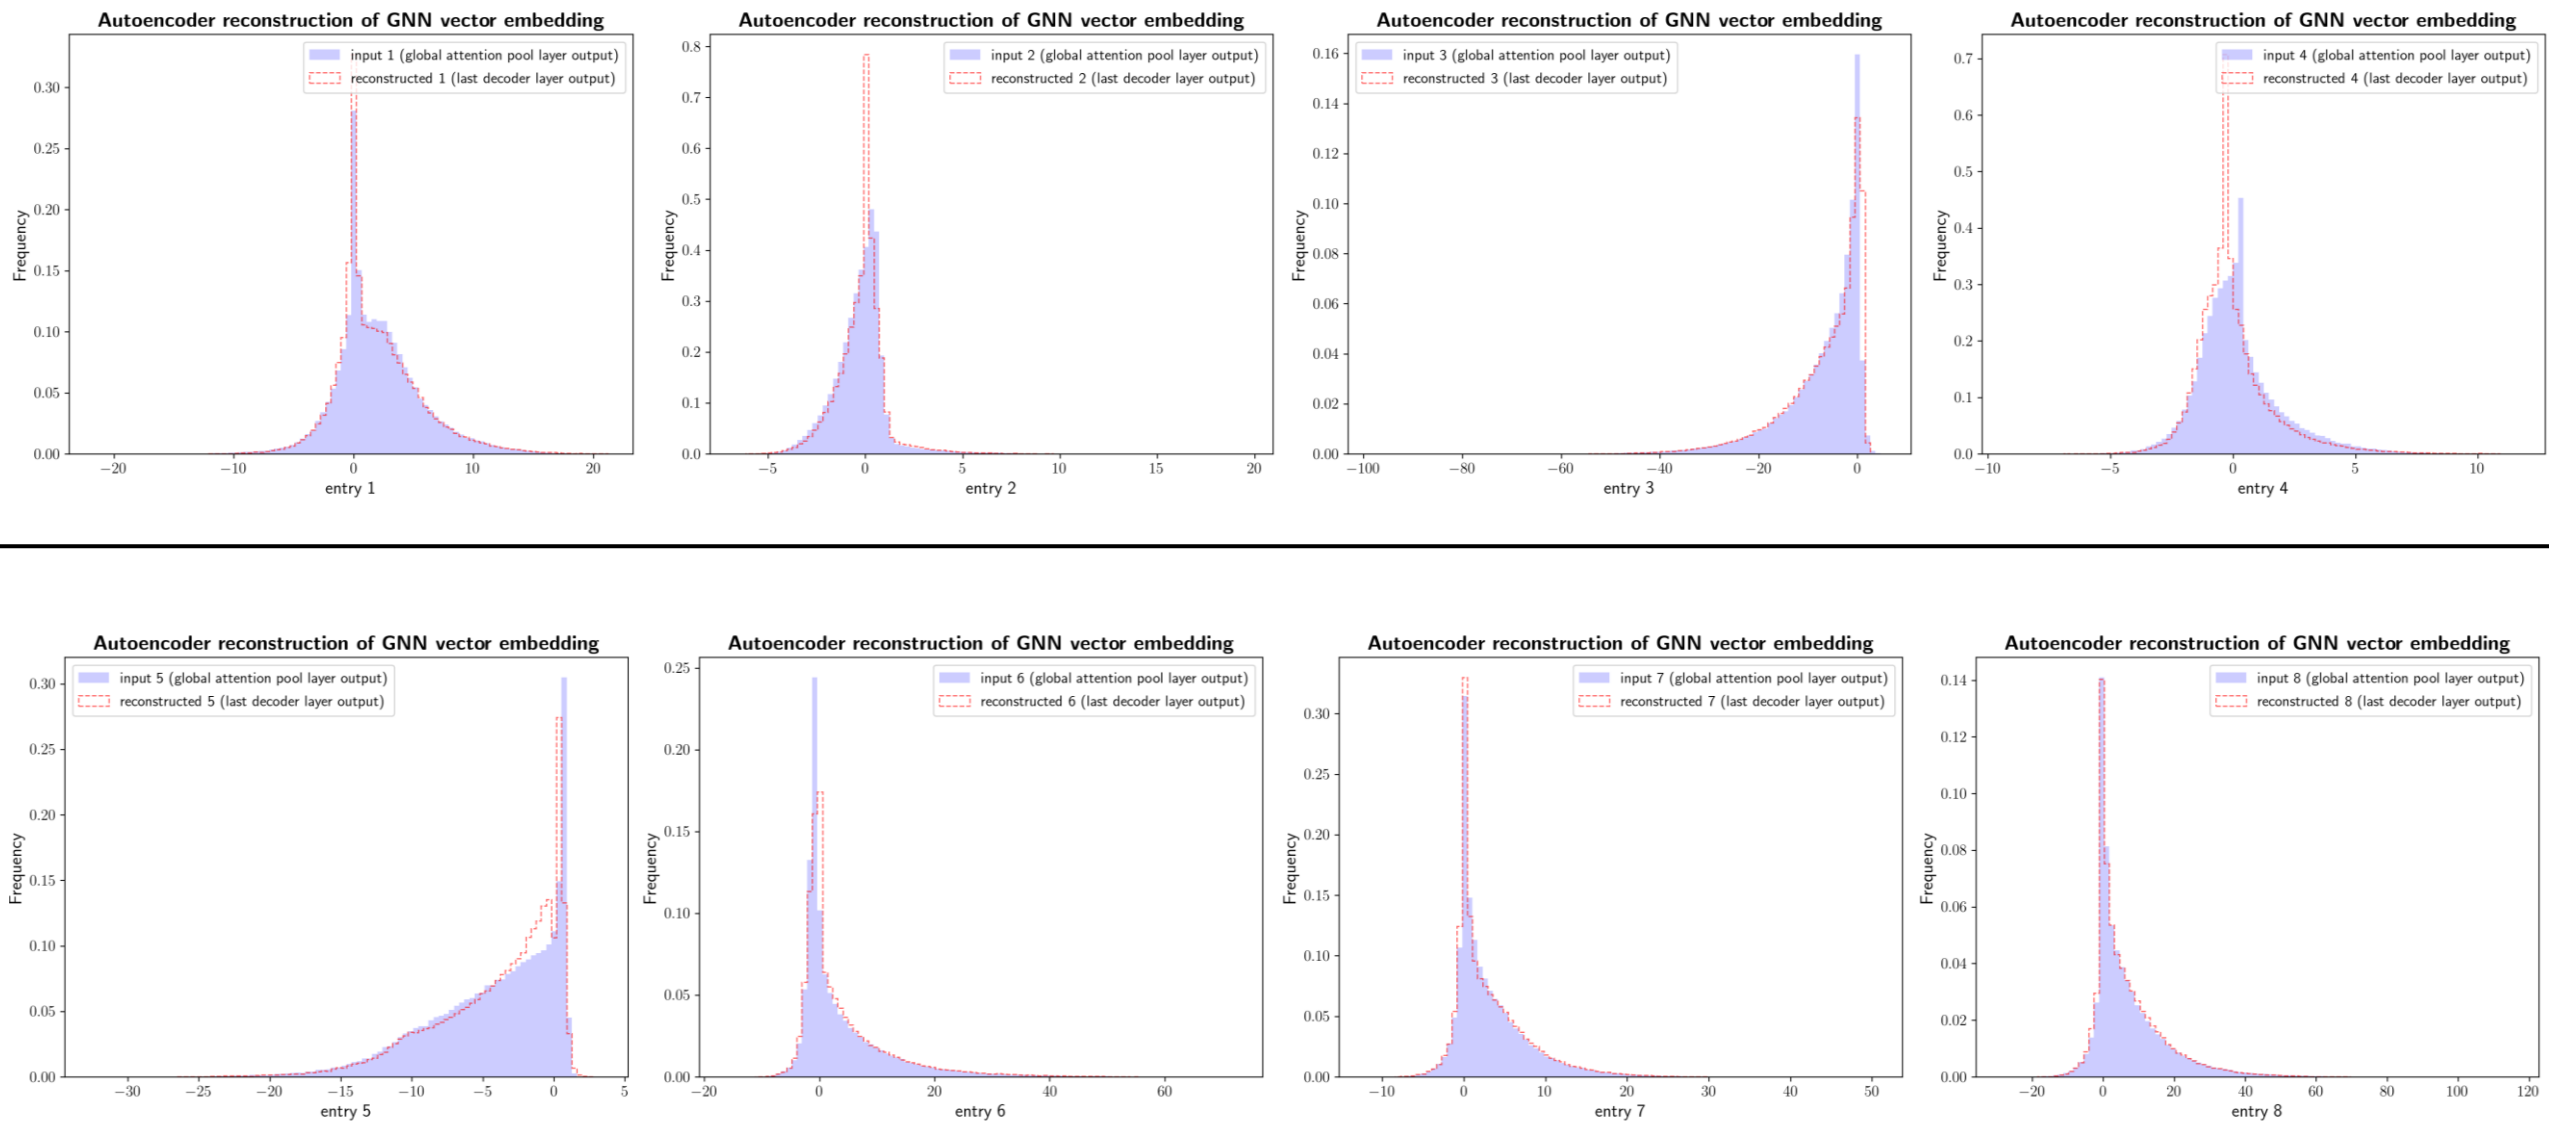 Autoencoder reconstruction of GNN vector embedding
input 1 (global attention pool layer output)
reconstructed 1 (last decoder layer output)
Frequency
0.30
0.25
0.20
0.15
0.10
0.05
0.00
−20 −10 0 10 20
entry 1
Autoencoder reconstruction of GNN vector embedding
input 2 (global attention pool layer output)
reconstructed 2 (last decoder layer output)
Frequency
0.8
0.7
0.6
0.5
0.4
0.3
0.2
0.1
0.0
−5 0 5 10 15 20
entry 2
Autoencoder reconstruction of GNN vector embedding
input 3 (global attention pool layer output)
reconstructed 3 (last decoder layer output)
Frequency
0.16
0.14
0.12
0.10
0.08
0.06
0.04
0.02
0.00
−100 −80 −60 −40 −20 0
entry 3
Autoencoder reconstruction of GNN vector embedding
input 4 (global attention pool layer output)
reconstructed 4 (last decoder layer output)
Frequency
0.7
0.6
0.5
0.4
0.3
0.2
0.1
0.0
−10 −5 0 5 10
entry 4
Autoencoder reconstruction of GNN vector embedding
input 5 (global attention pool layer output)
reconstructed 5 (last decoder layer output)
Frequency
0.30
0.25
0.20
0.15
0.10
0.05
0.00
−30 −25 −20 −15 −10 −5 0 5
entry 5
Autoencoder reconstruction of GNN vector embedding
input 6 (global attention pool layer output)
reconstructed 6 (last decoder layer output)
Frequency
0.25
0.20
0.15
0.10
0.05
0.00
−20 0 20 40 60
entry 6
Autoencoder reconstruction of GNN vector embedding
input 7 (global attention pool layer output)
reconstructed 7 (last decoder layer output)
Frequency
0.30
0.25
0.20
0.15
0.10
0.05
0.00
−10 0 10 20 30 40 50
entry 7
Autoencoder reconstruction of GNN vector embedding
input 8 (global attention pool layer output)
reconstructed 8 (last decoder layer output)
Frequency
0.14
0.12
0.10
0.08
0.06
0.04
0.02
0.00
−20 0 20 40 60 80 100 120
entry 8